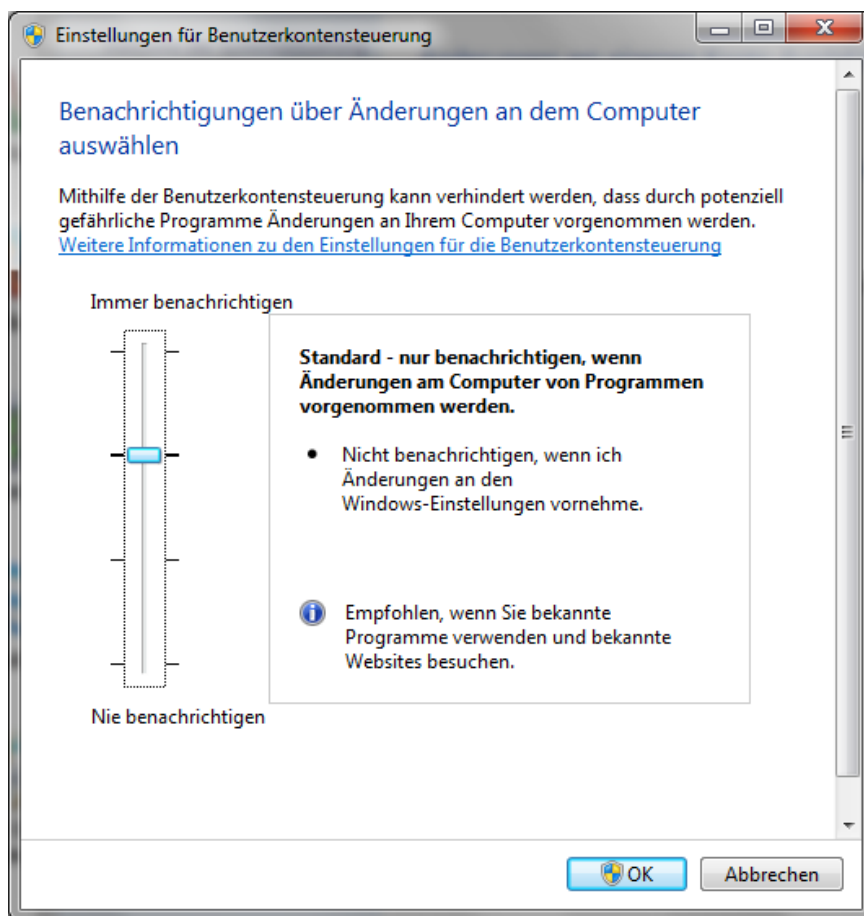 Einstellungen für Benutzerkontensteuerung
Benachrichtigungen über Änderungen an dem Computer
auswählen
Mithilfe der Benutzerkontensteuerung kann verhindert werden, dass durch potenziell
gefährliche Programme Änderungen an Ihrem Computer vorgenommen werden.
Weitere Informationen zu den Einstellungen für die Benutzerkontensteuerung
Immer benachrichtigen
Standard - nur benachrichtigen, wenn
Änderungen am Computer von Programmen
vorgenommen werden.
• Nicht benachrichtigen, wenn ich
Änderungen an den
Windows-Einstellungen vornehme.
Empfohlen, wenn Sie bekannte
Programme verwenden und bekannte
Websites besuchen.
Nie benachrichtigen
OK
Abbrechen